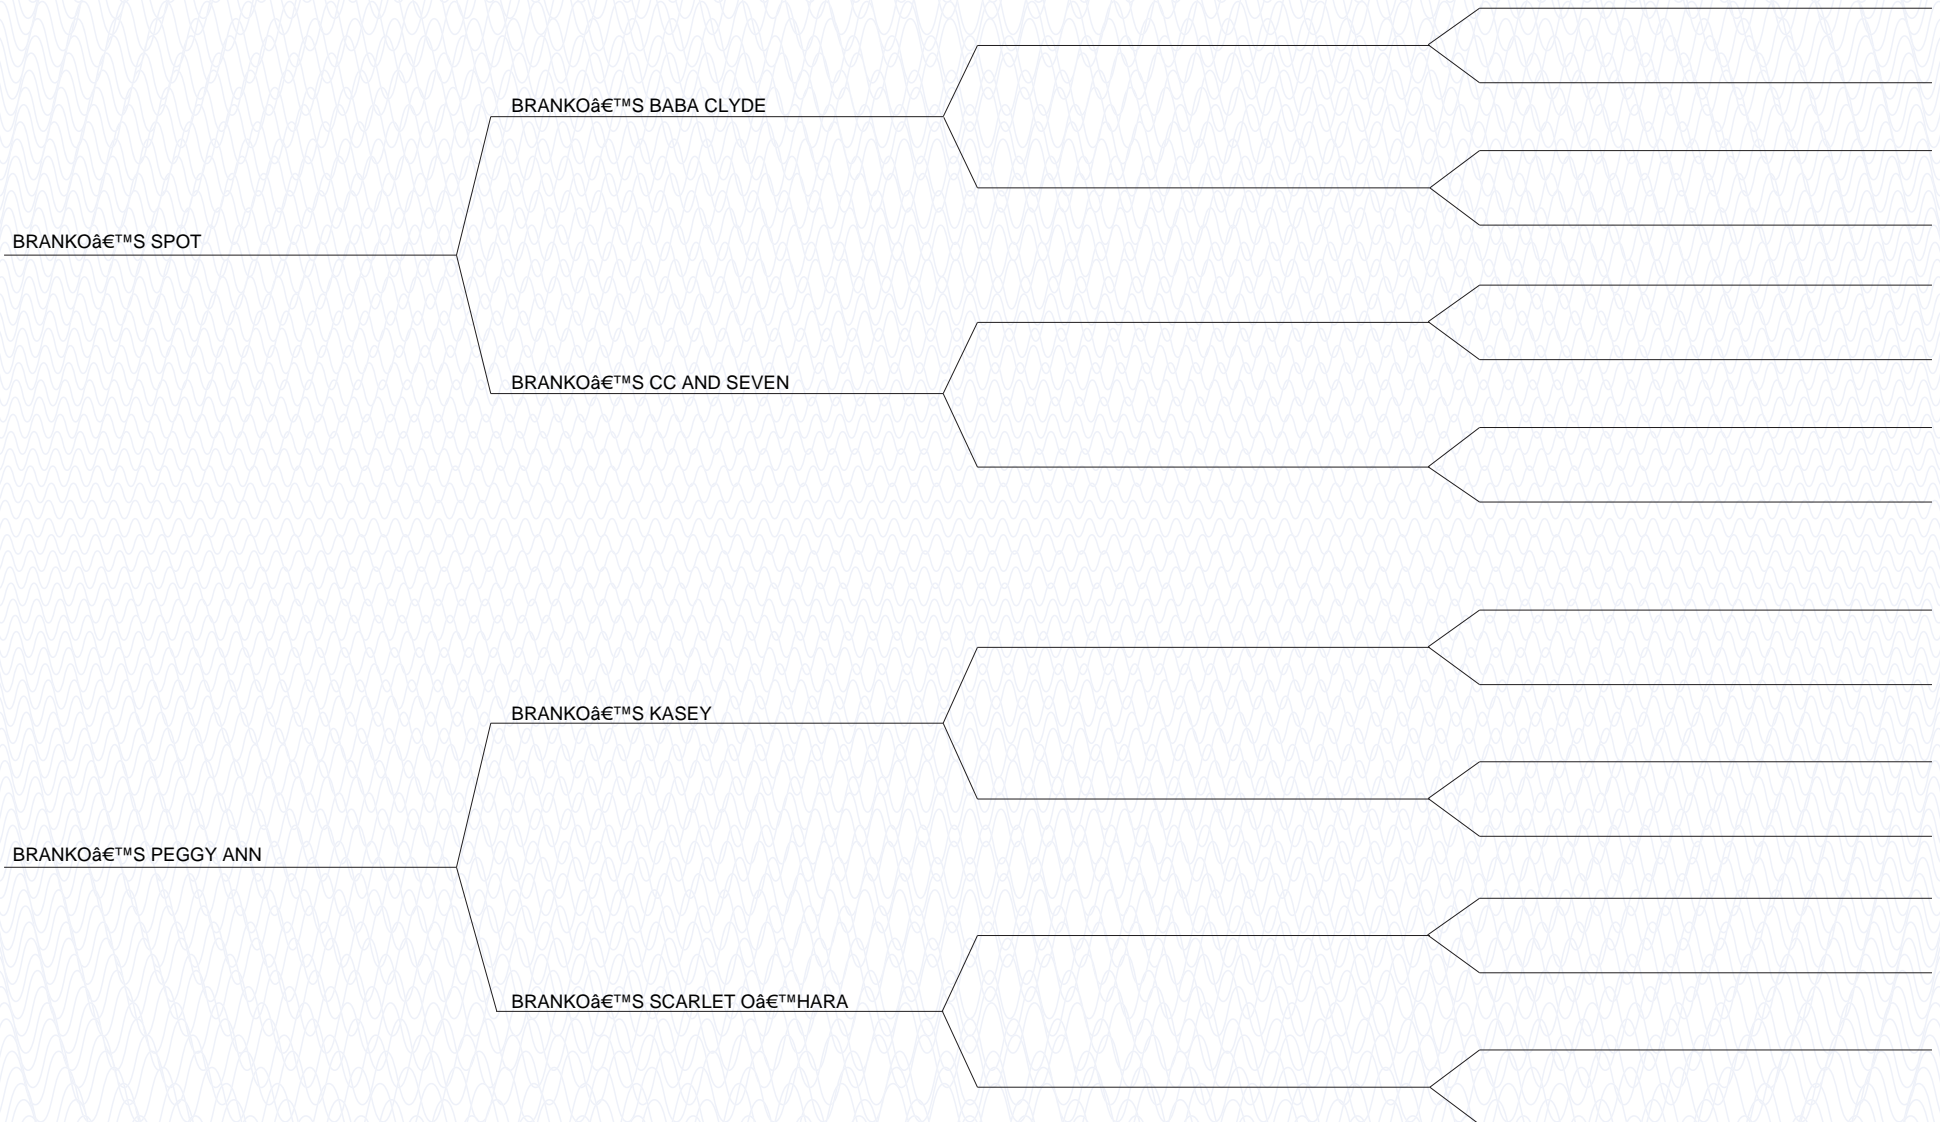 BRANKOâ€™S BABA CLYDE
BRANKOâ€™S SPOT
BRANKOâ€™S CC AND SEVEN
BRANKOâ€™S KASEY
BRANKOâ€™S PEGGY ANN
BRANKOâ€™S SCARLET Oâ€™HARA